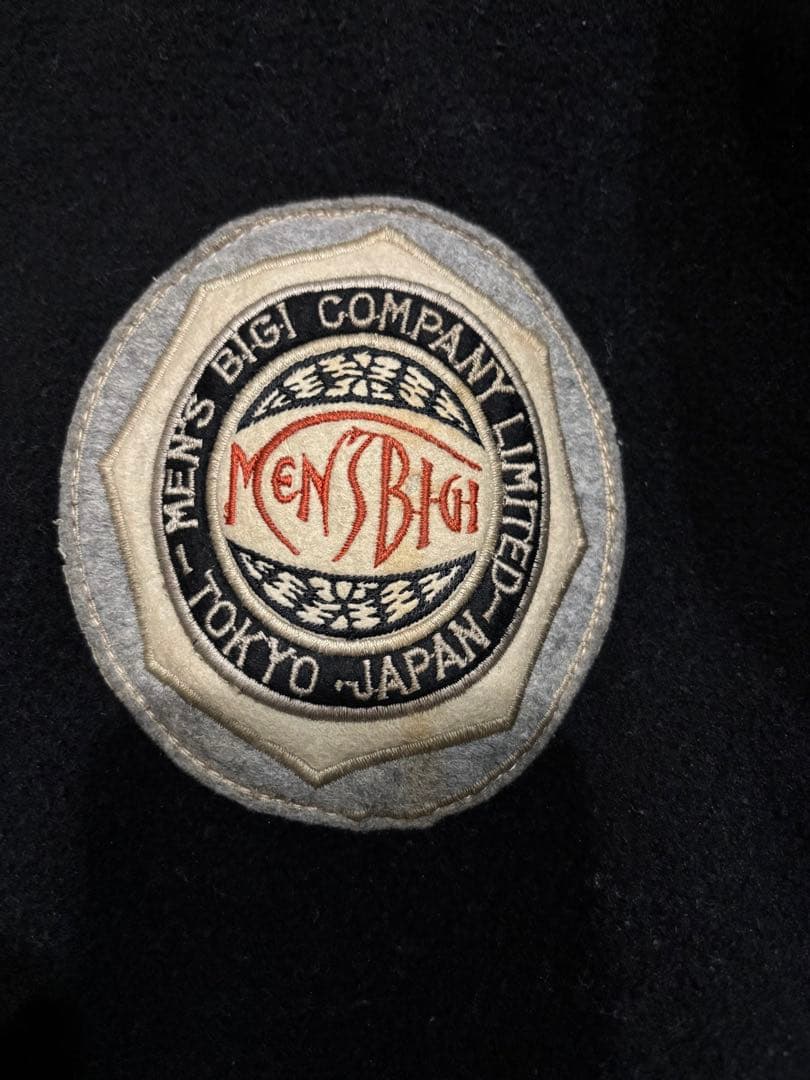 MEN'S BIGI COMPANY LIMITED
MEN'S BIGI
TOKYO JAPAN